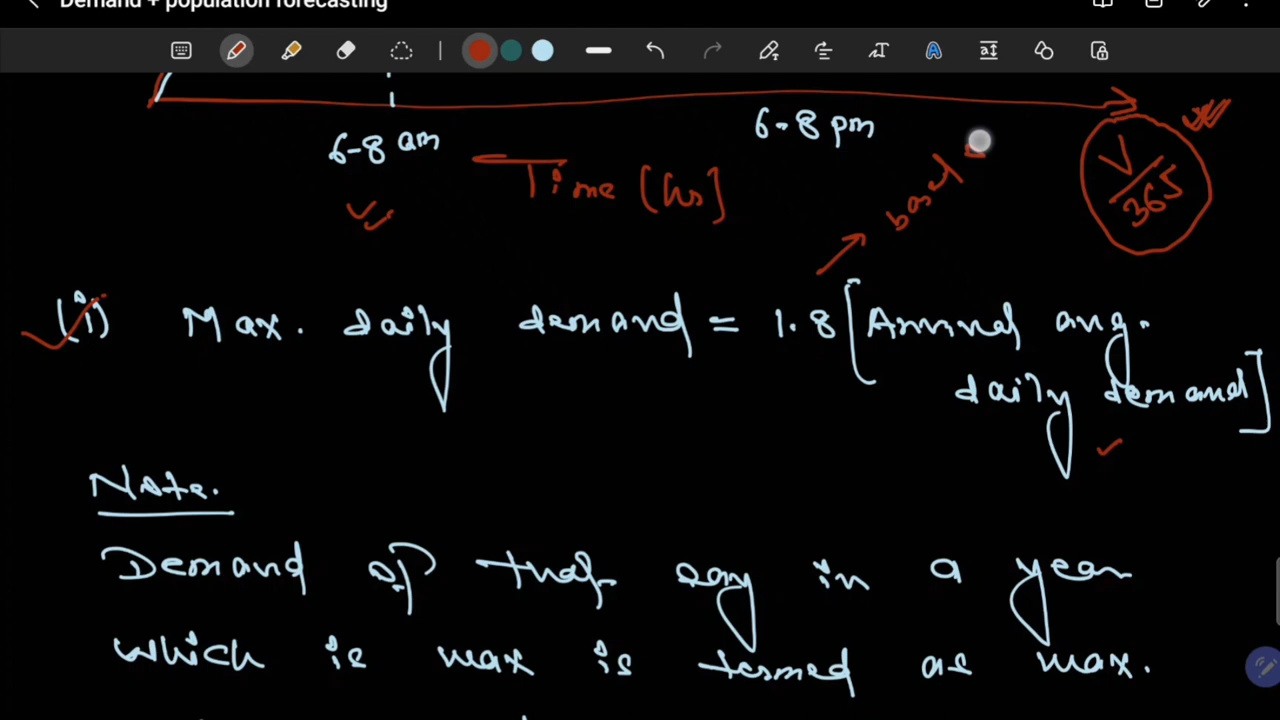 Demand + population forecasting
6-8 am
6-8 pm
Time (hs]
based
V/365
(i) Max. daily demand = 1.8 [Annual avg.
daily demand]
Note.
Demand of that day in a year
which is max is termed as max.